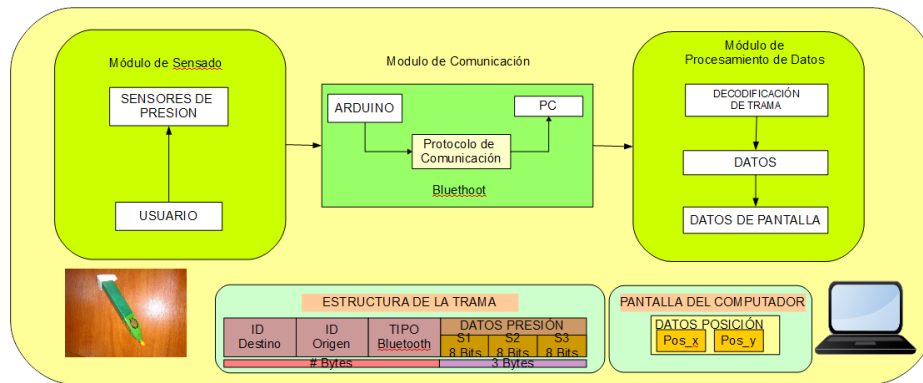 Módulo de Sensado
SENSORES DE
PRESION
USUARIO
Modulo de Comunicación
ARDUINO
PC
Protocolo de
Comunicación
Bluethoot
Módulo de
Procesamiento de Datos
DECODIFICACIÓN
DE TRAMA
DATOS
DATOS DE PANTALLA
ESTRUCTURA DE LA TRAMA
ID
Destino
ID
Origen
TIPO
Bluetooth
DATOS PRESIÓN
S1
8 Bits
S2
8 Bits
S3
8 Bits
# Bytes
3 Bytes
PANTALLA DEL COMPUTADOR
DATOS POSICIÓN
Pos_x
Pos_y